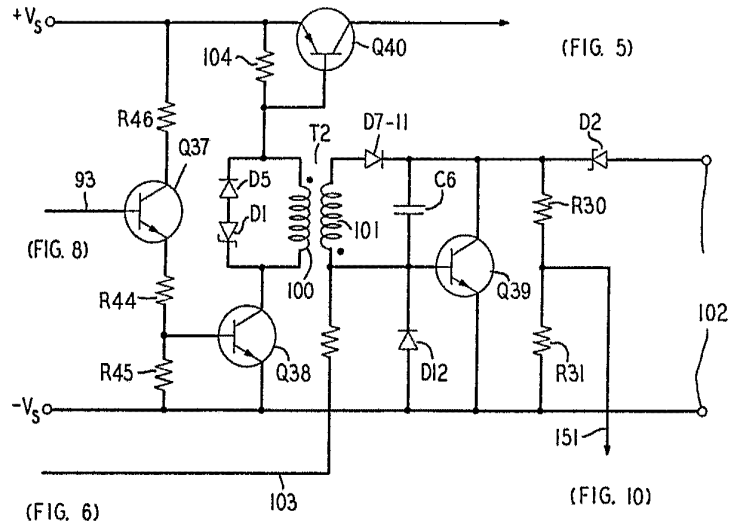 +Vs
104
Q40
(FIG. 5)
R46
Q37
T2
D7-11
D2
93
D5
C6
R30
(FIG. 8)
D1
101
100
Q39
R44
102
Q38
R45
D12
R31
-Vs
151
103
(FIG. 10)
(FIG. 6)